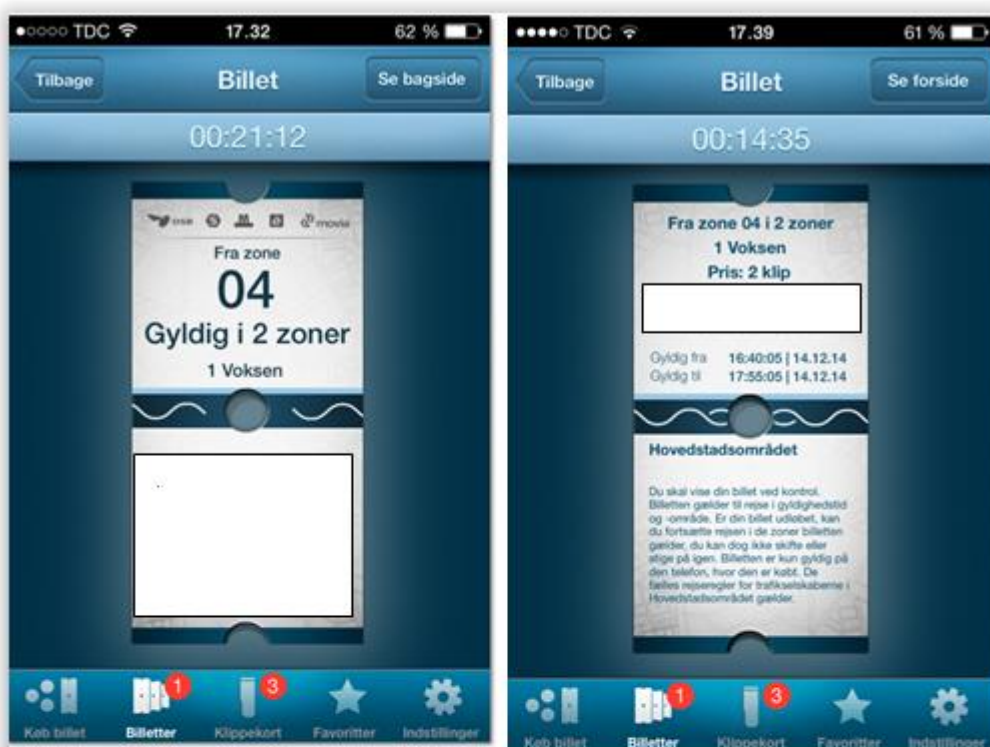 TDC 17.32 62 %
Tilbage Billet Se bagside
00:21:12
DSB M movia
Fra zone
04
Gyldig i 2 zoner
1 Voksen
1 3
Køb billet Billetter Klippekort Favoritter Indstillinger
TDC 17.39 61 %
Tilbage Billet Se forside
00:14:35
Fra zone 04 i 2 zoner
1 Voksen
Pris: 2 klip
Gyldig fra 16:40:05 | 14.12.14
Gyldig til 17:55:05 | 14.12.14
Hovedstadsområdet
Du skal vise din billet ved kontrol.
Billetten gælder til rejse i gyldighedstid
og -område. Er din billet udløbet, kan
du fortsætte rejsen i de zoner billetten
gælder, du kan dog ikke skifte eller
stige på igen. Billetten er kun gyldig på
den telefon, hvor den er købt. De
fælles rejseregler for trafikselskaberne i
Hovedstadsområdet gælder.
1 3
Køb billet Billetter Klippekort Favoritter Indstillinger